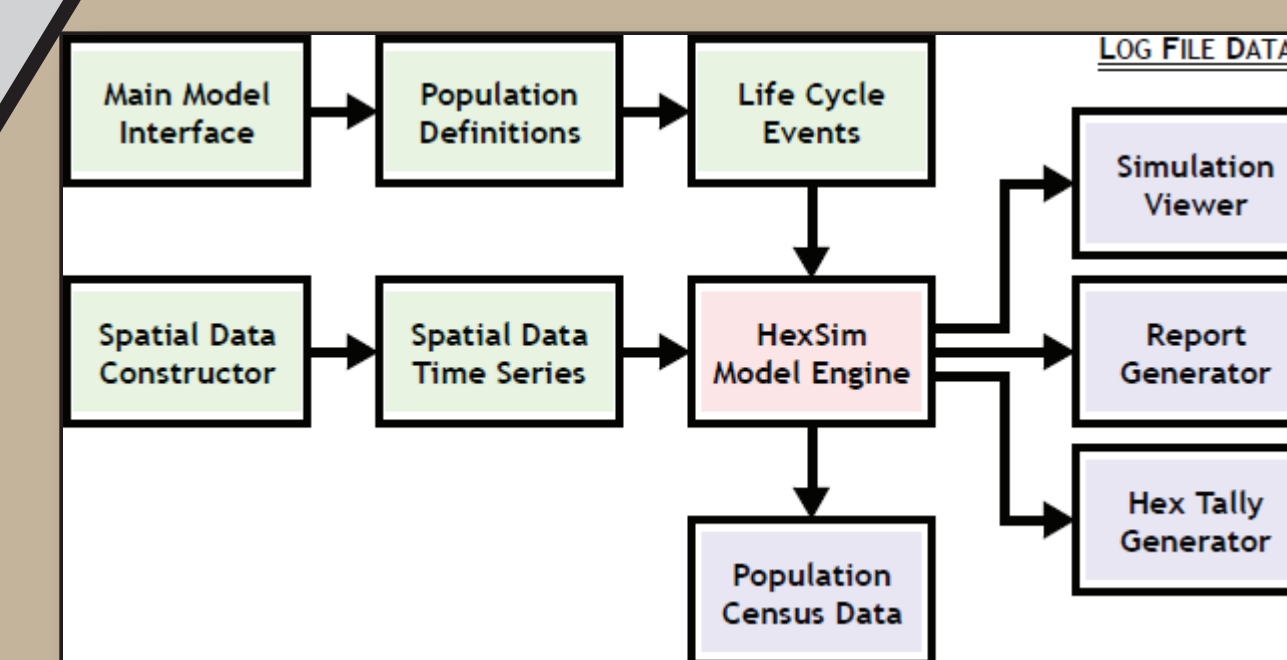 LOG FILE DATA
Main Model
Interface
Population
Definitions
Life Cycle
Events
Simulation
Viewer
Spatial Data
Constructor
Spatial Data
Time Series
HexSim
Model Engine
Report
Generator
Hex Tally
Generator
Population
Census Data